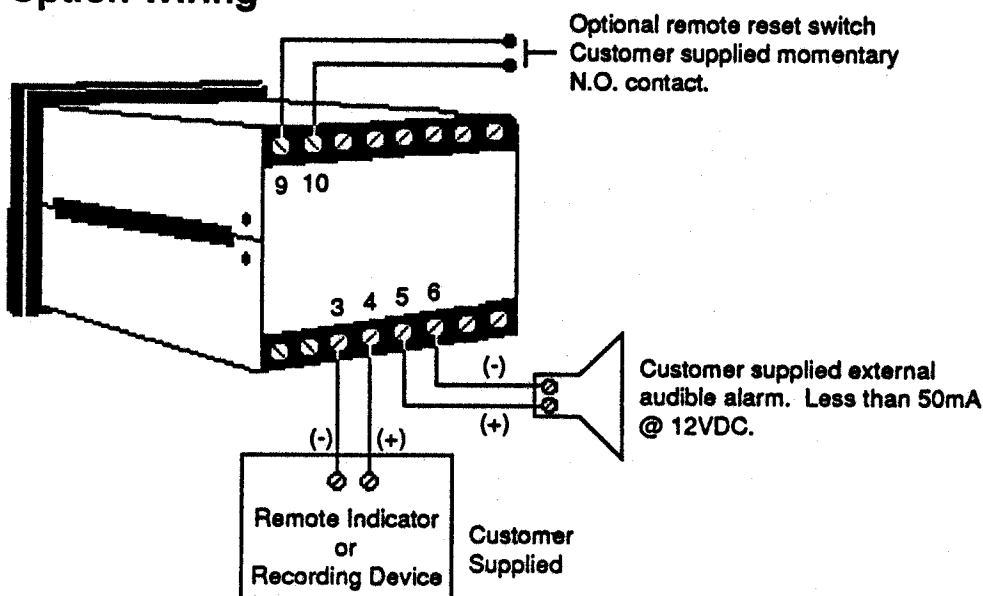 Option Wiring
Optional remote reset switch
Customer supplied momentary
N.O. contact.
9 10
3 4 5 6
(-)
Customer supplied external
audible alarm. Less than 50mA
@ 12VDC.
(+)
(-) (+)
Remote Indicator
or
Recording Device
Customer
Supplied